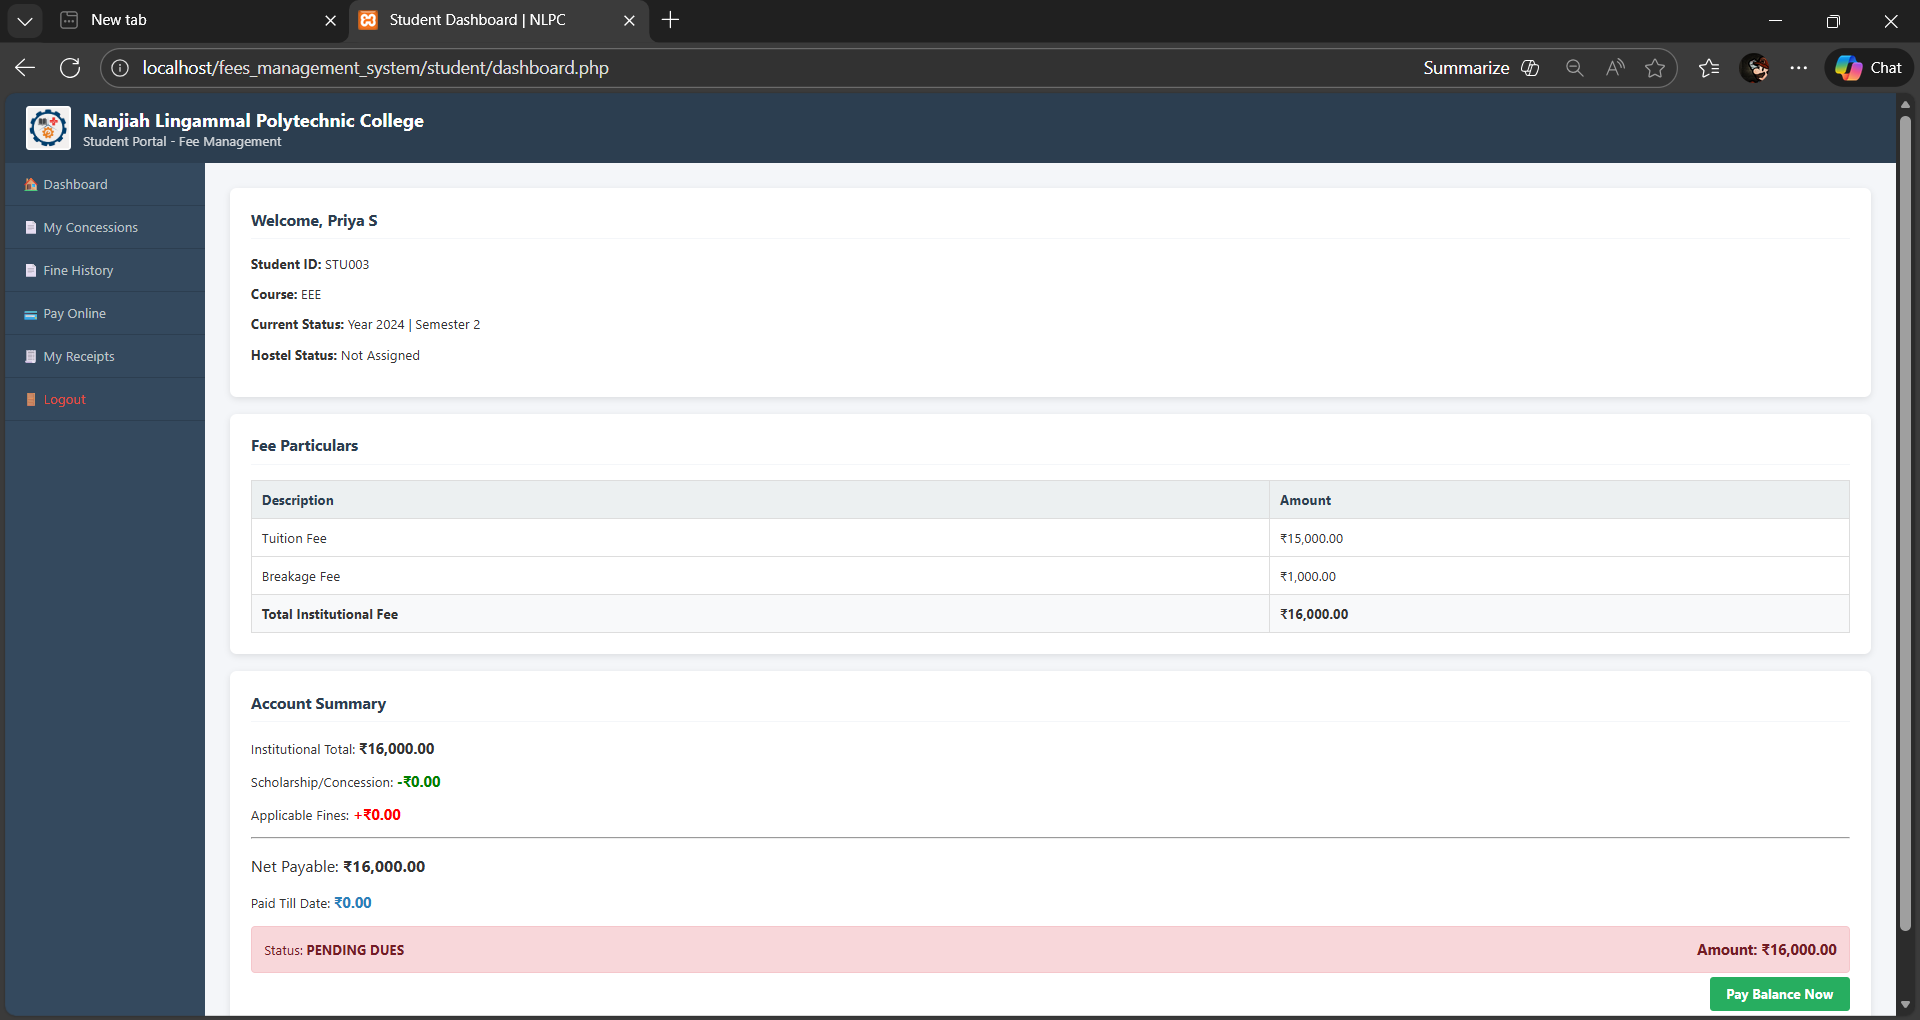 New tab
Student Dashboard | NLPC
localhost/fees_management_system/student/dashboard.php
Summarize
Chat
Nanjiah Lingammal Polytechnic College
Student Portal - Fee Management
Dashboard
My Concessions
Fine History
Pay Online
My Receipts
Logout
Welcome, Priya S
Student ID: STU003
Course: EEE
Current Status: Year 2024 | Semester 2
Hostel Status: Not Assigned
Fee Particulars
Description Amount
Tuition Fee ₹15,000.00
Breakage Fee ₹1,000.00
Total Institutional Fee ₹16,000.00
Account Summary
Institutional Total: ₹16,000.00
Scholarship/Concession: -₹0.00
Applicable Fines: +₹0.00
Net Payable: ₹16,000.00
Paid Till Date: ₹0.00
Status: PENDING DUES Amount: ₹16,000.00
Pay Balance Now